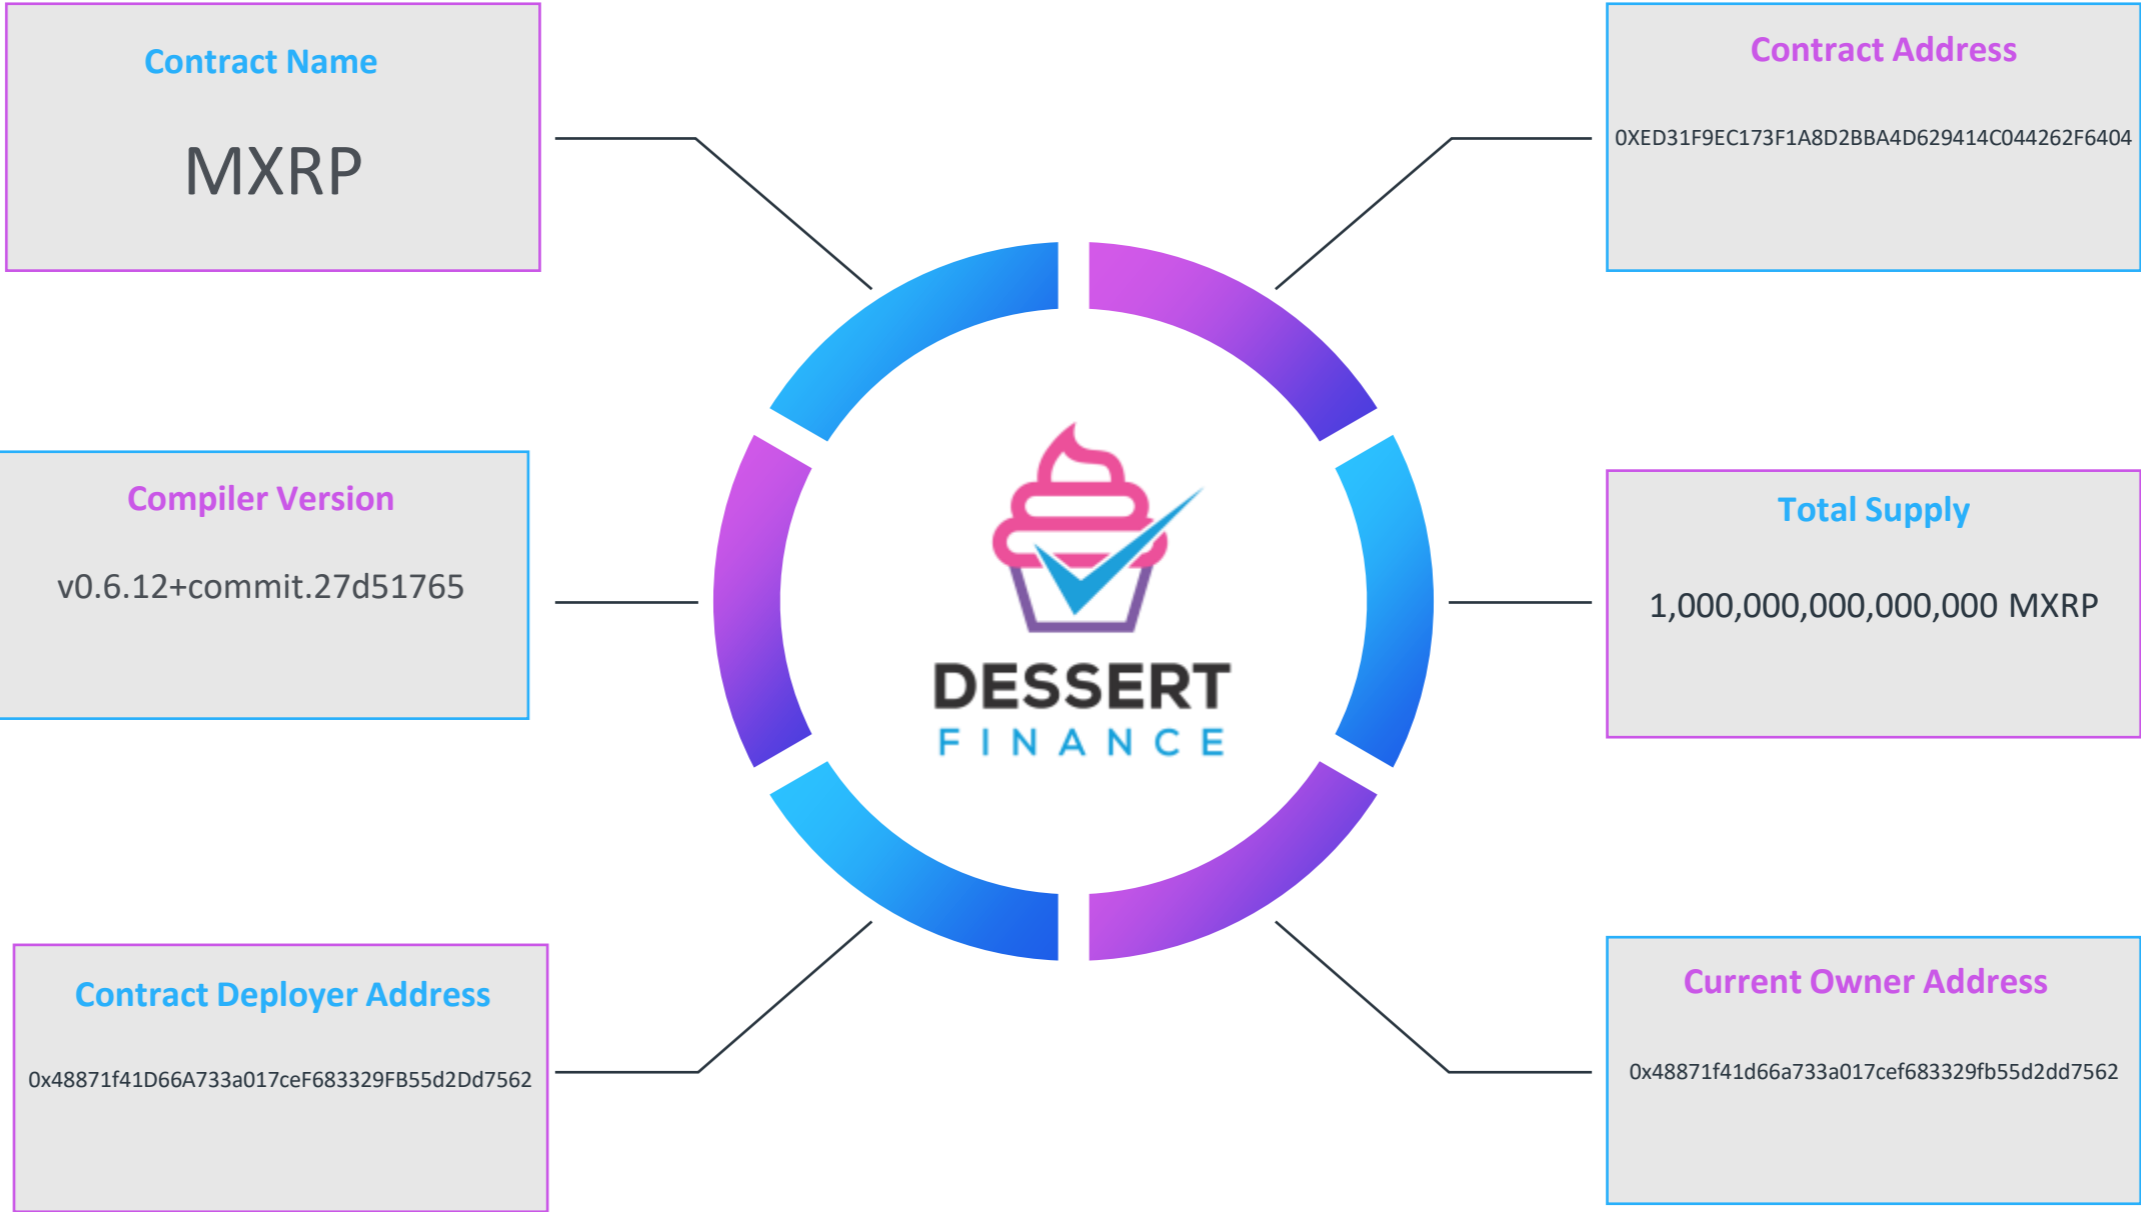 Contract Name
MXRP
Contract Address
0XED31F9EC173F1A8D2BBA4D629414C044262F6404
Compiler Version
v0.6.12+commit.27d51765
DESSERT
FINANCE
Total Supply
1,000,000,000,000,000 MXRP
Contract Deployer Address
0x48871f41D66A733a017ceF683329FB55d2Dd7562
Current Owner Address
0x48871f41d66a733a017cef683329fb55d2dd7562